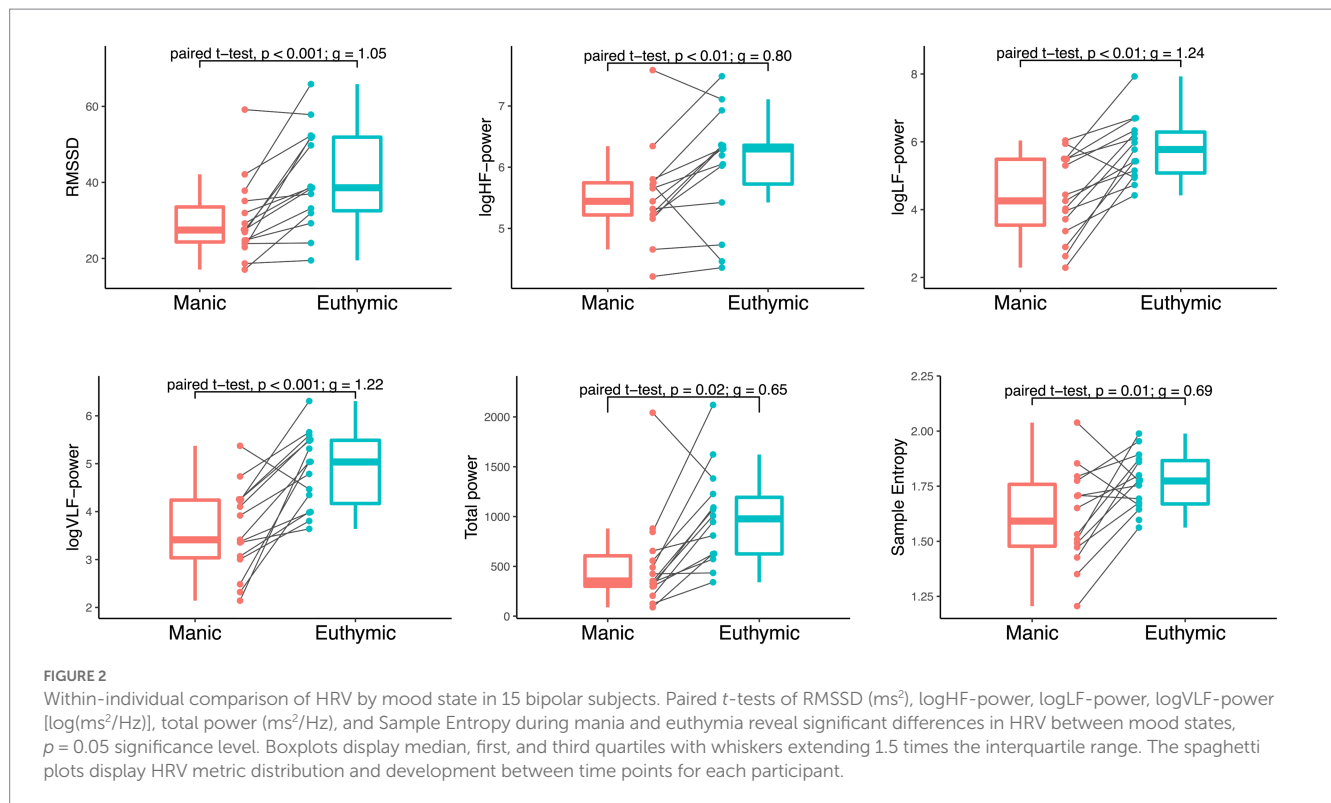 paired t−test, p < 0.001; g = 1.05
RMSSD
60
40
20
Manic
Euthymic
paired t−test, p < 0.01; g = 0.80
logHF−power
7
6
5
Manic
Euthymic
paired t−test, p < 0.01; g = 1.24
logLF−power
8
6
4
2
Manic
Euthymic
paired t−test, p < 0.001; g = 1.22
logVLF−power
6
5
4
3
2
Manic
Euthymic
paired t−test, p = 0.02; g = 0.65
Total power
2000
1500
1000
500
0
Manic
Euthymic
paired t−test, p = 0.01; g = 0.69
Sample Entropy
2.25
2.00
1.75
1.50
1.25
Manic
Euthymic
FIGURE 2
Within-individual comparison of HRV by mood state in 15 bipolar subjects. Paired t-tests of RMSSD (ms²), logHF-power, logLF-power, logVLF-power
[log(ms²/Hz)], total power (ms²/Hz), and Sample Entropy during mania and euthymia reveal significant differences in HRV between mood states,
p = 0.05 significance level. Boxplots display median, first, and third quartiles with whiskers extending 1.5 times the interquartile range. The spaghetti
plots display HRV metric distribution and development between time points for each participant.